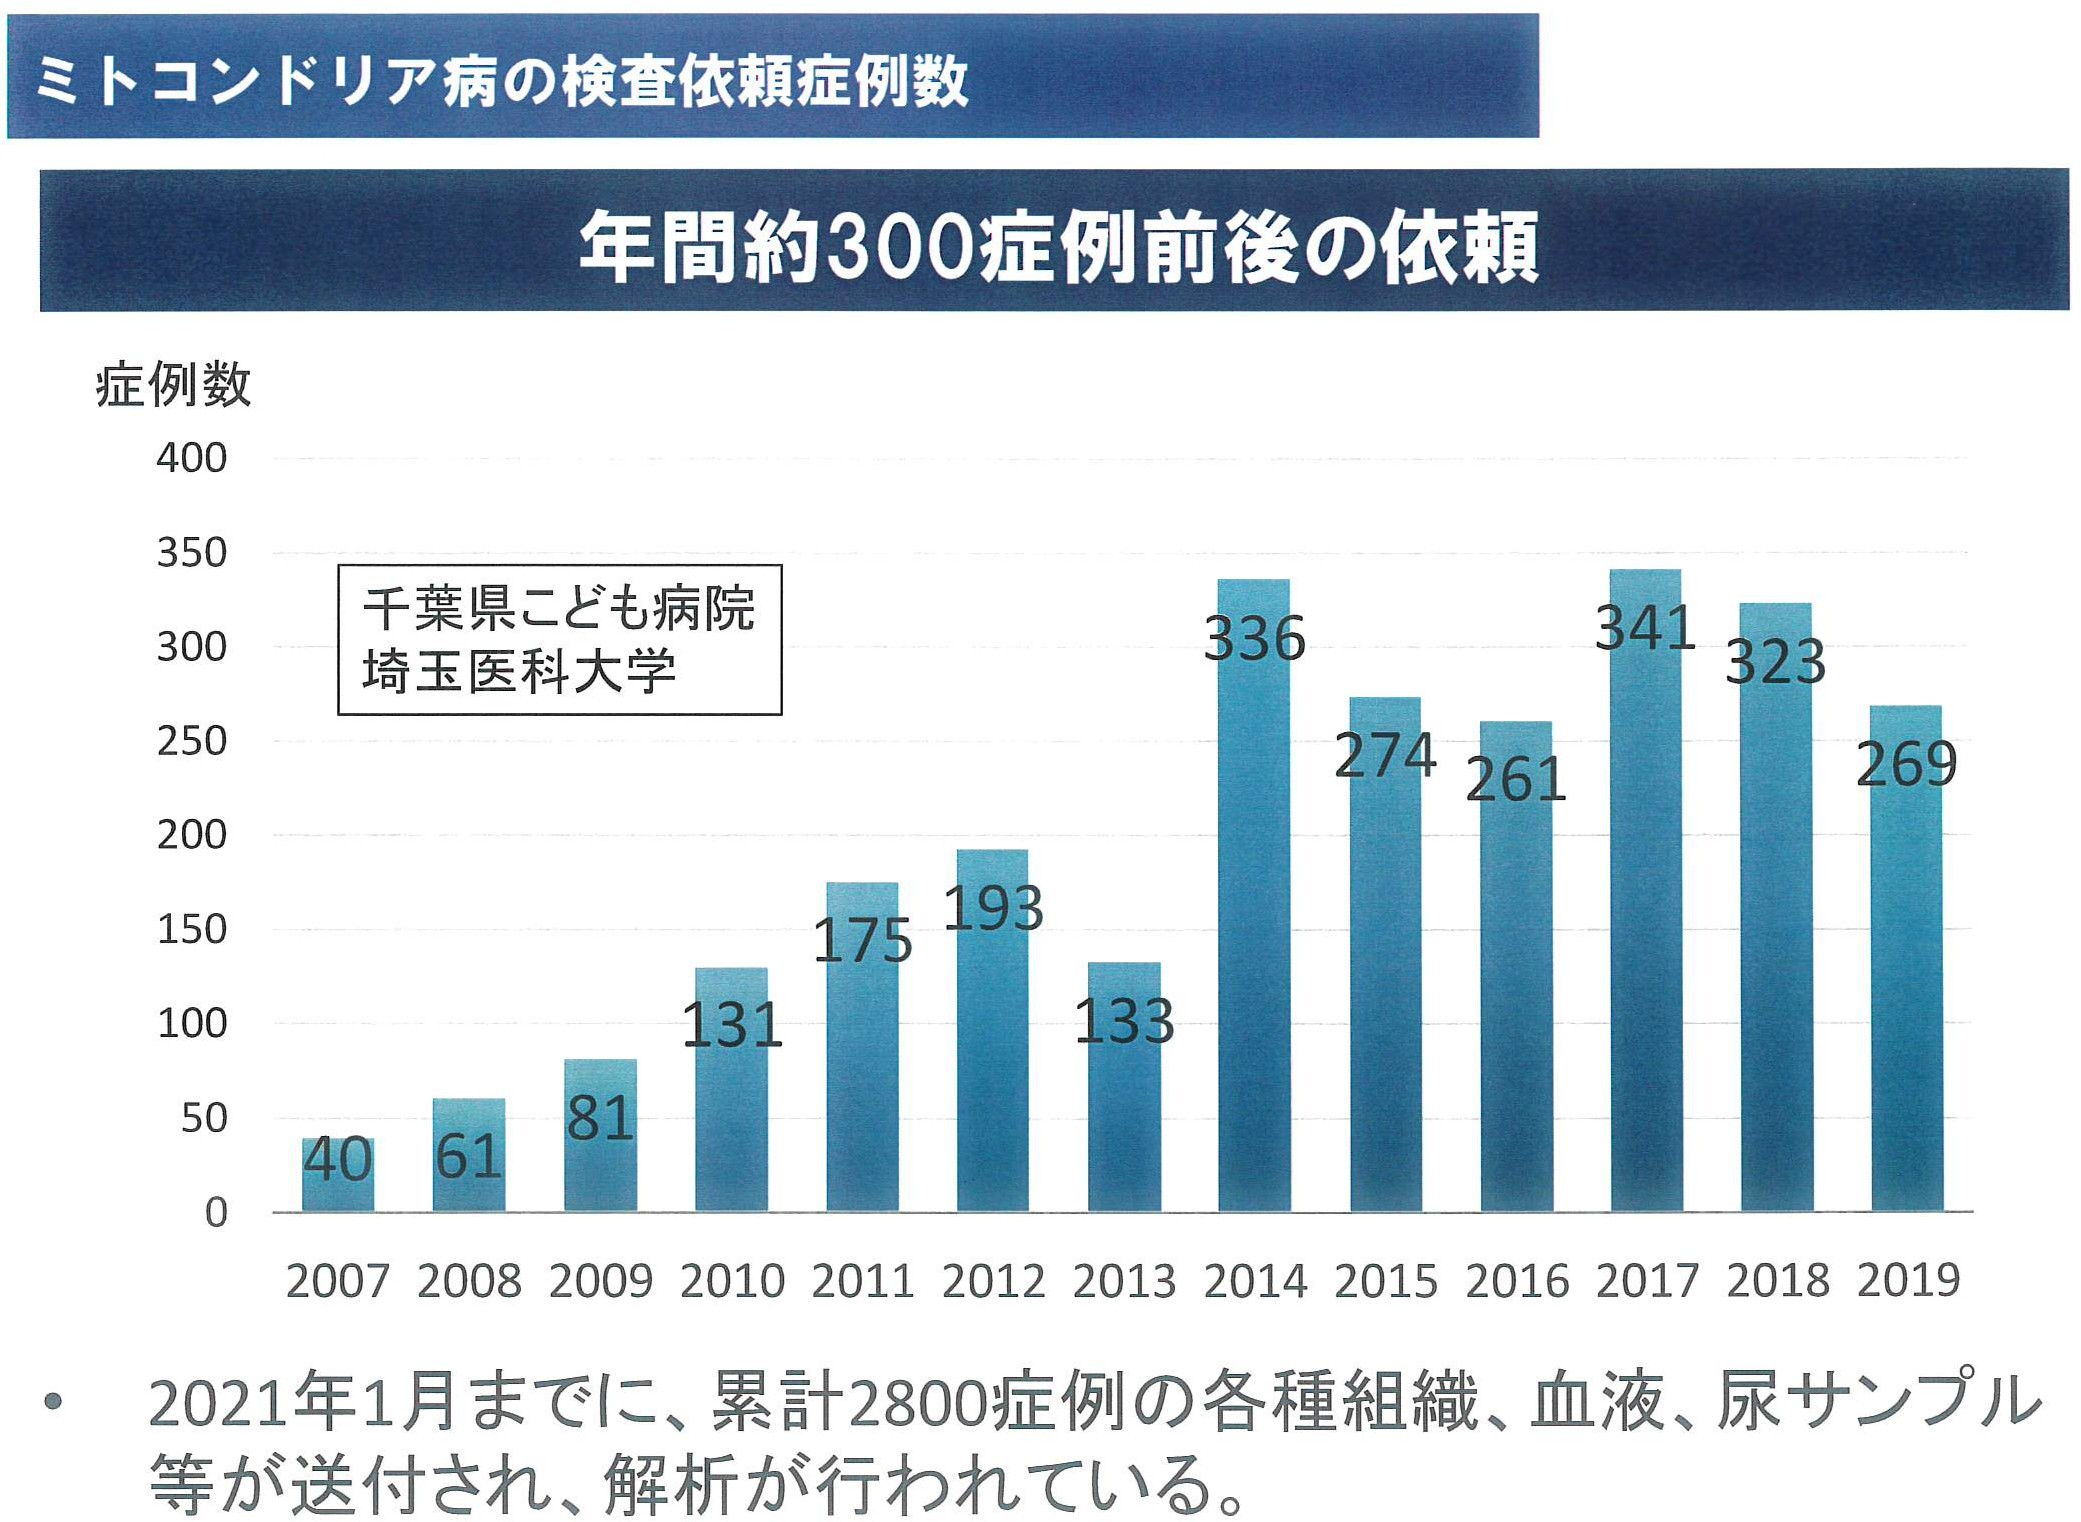 ミトコンドリア病の検査依頼症例数
年間約300症例前後の依頼
症例数
400
350
300
250
200
150
100
50
0
千葉県こども病院
埼玉医科大学
40
61
81
131
175
193
133
336
274
261
341
323
269
2007 2008 2009 2010 2011 2012 2013 2014 2015 2016 2017 2018 2019
• 2021年1月までに、累計2800症例の各種組織、血液、尿サンプル
等が送付され、解析が行われている。